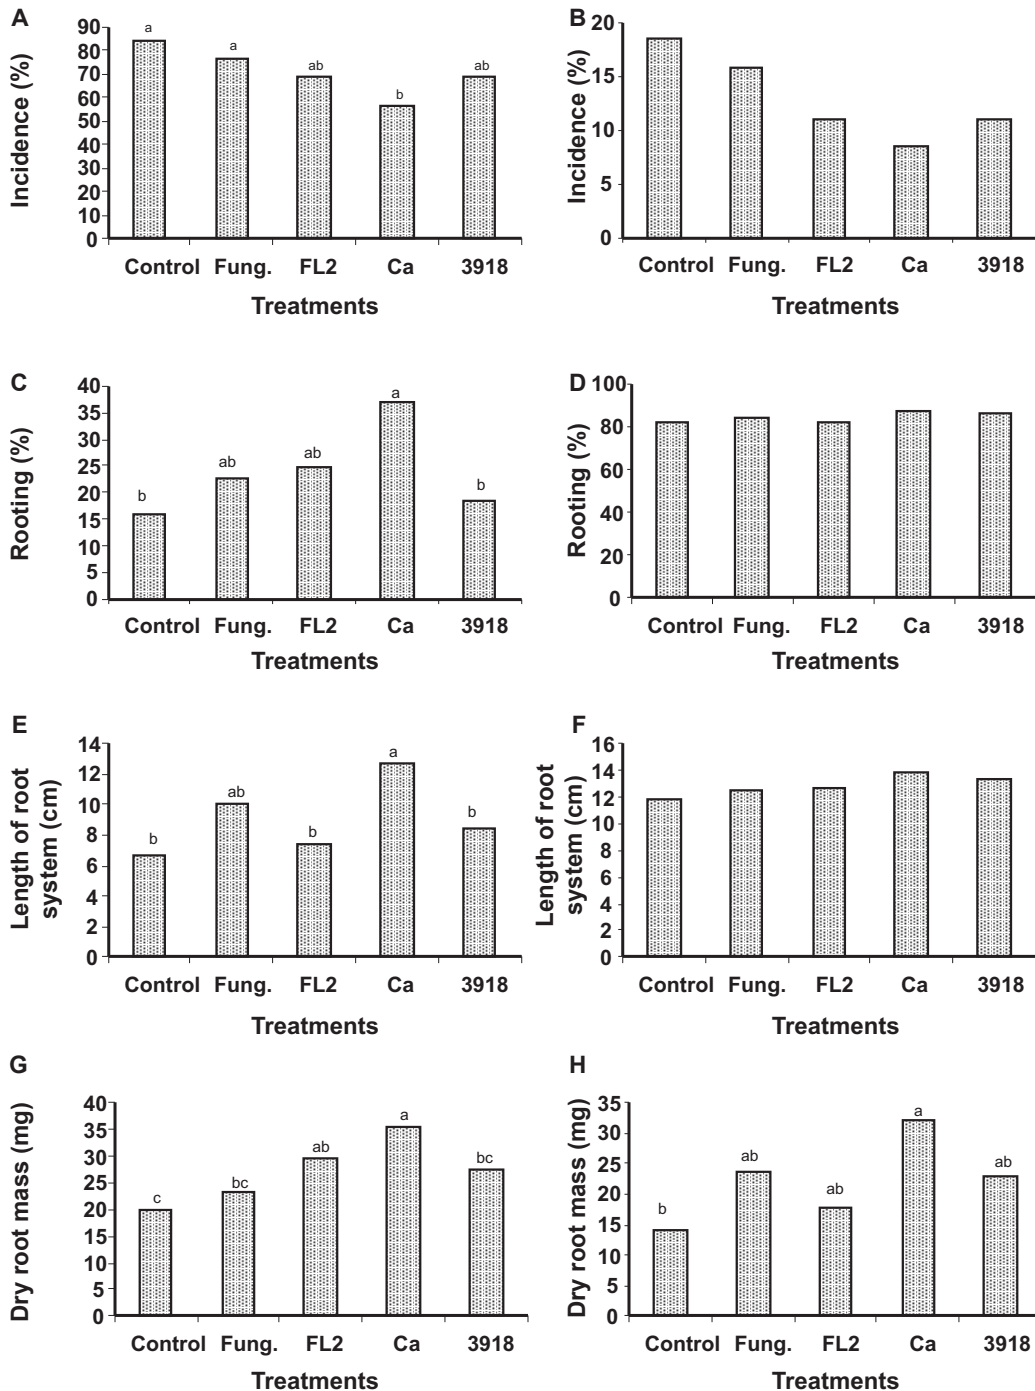 A
Incidence (%)
90
80
70
60
50
40
30
20
10
0
a
a
ab
b
ab
Control Fung. FL2 Ca 3918
Treatments
B
Incidence (%)
20
15
10
5
0
Control Fung. FL2 Ca 3918
Treatments
C
Rooting (%)
40
35
30
25
20
15
10
5
0
b
ab
ab
a
b
Control Fung. FL2 Ca 3918
Treatments
D
Rooting (%)
100
80
60
40
20
0
Control Fung. FL2 Ca 3918
Treatments
E
Length of root
system (cm)
14
12
10
8
6
4
2
0
b
ab
b
a
b
Control Fung. FL2 Ca 3918
Treatments
F
Length of root
system (cm)
16
14
12
10
8
6
4
2
0
Control Fung. FL2 Ca 3918
Treatments
G
Dry root mass (mg)
40
35
30
25
20
15
10
5
0
c
bc
ab
a
bc
Control Fung. FL2 Ca 3918
Treatments
H
Dry root mass (mg)
35
30
25
20
15
10
5
0
b
ab
ab
a
ab
Control Fung. FL2 Ca 3918
Treatments